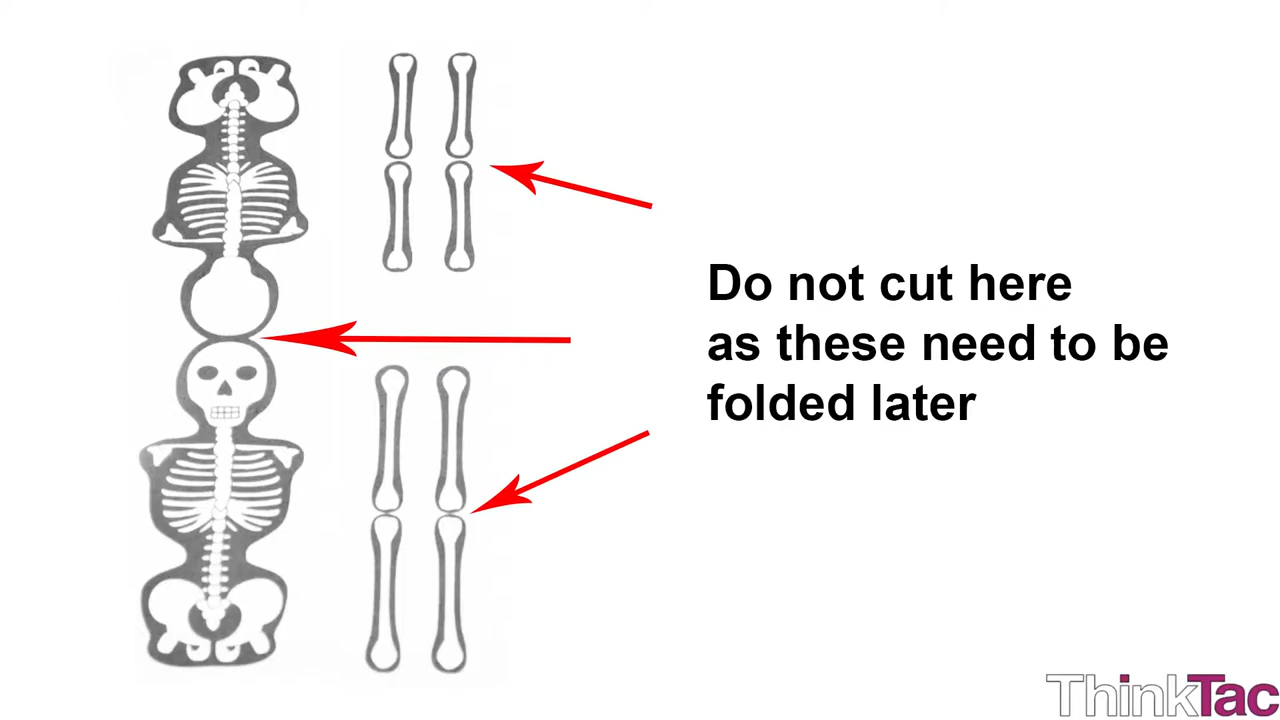 Do not cut here
as these need to be
folded later
ThinkTac